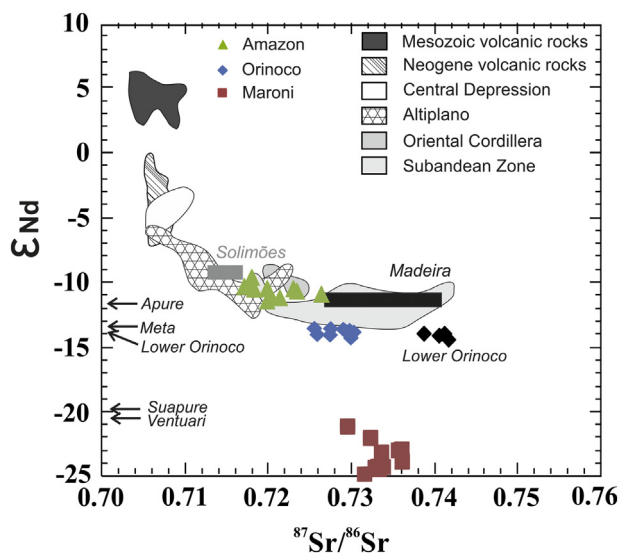 10
5
0
-5
-10
-15
-20
-25
εNd
Amazon
Orinoco
Maroni
Mesozoic volcanic rocks
Neogene volcanic rocks
Central Depression
Altiplano
Oriental Cordillera
Subandean Zone
Solimões
Madeira
Apure
Meta
Lower Orinoco
Lower Orinoco
Suapure
Ventuari
0.70 0.71 0.72 0.73 0.74 0.75 0.76
⁸⁷Sr/⁸⁶Sr